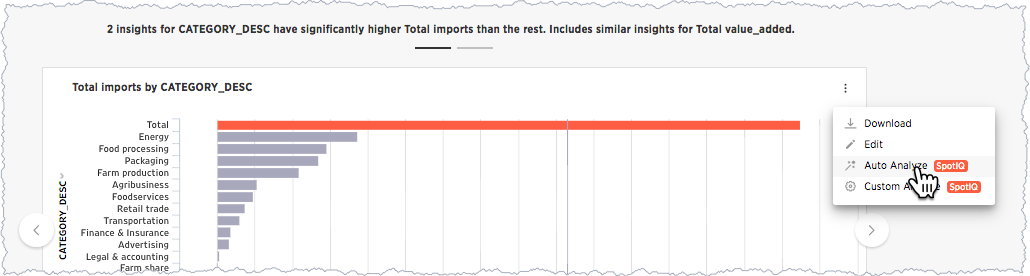 2 insights for CATEGORY_DESC have significantly higher Total imports than the rest. Includes similar insights for Total value_added.
Total imports by CATEGORY_DESC
Total
Energy
Food processing
Packaging
Farm production
Agribusiness
Foodservices
Retail trade
Transportation
Finance & Insurance
Advertising
Legal & accounting
Farm share
CATEGORY_DESC
Download
Edit
Auto Analyze SpotIQ
Custom SpotIQ